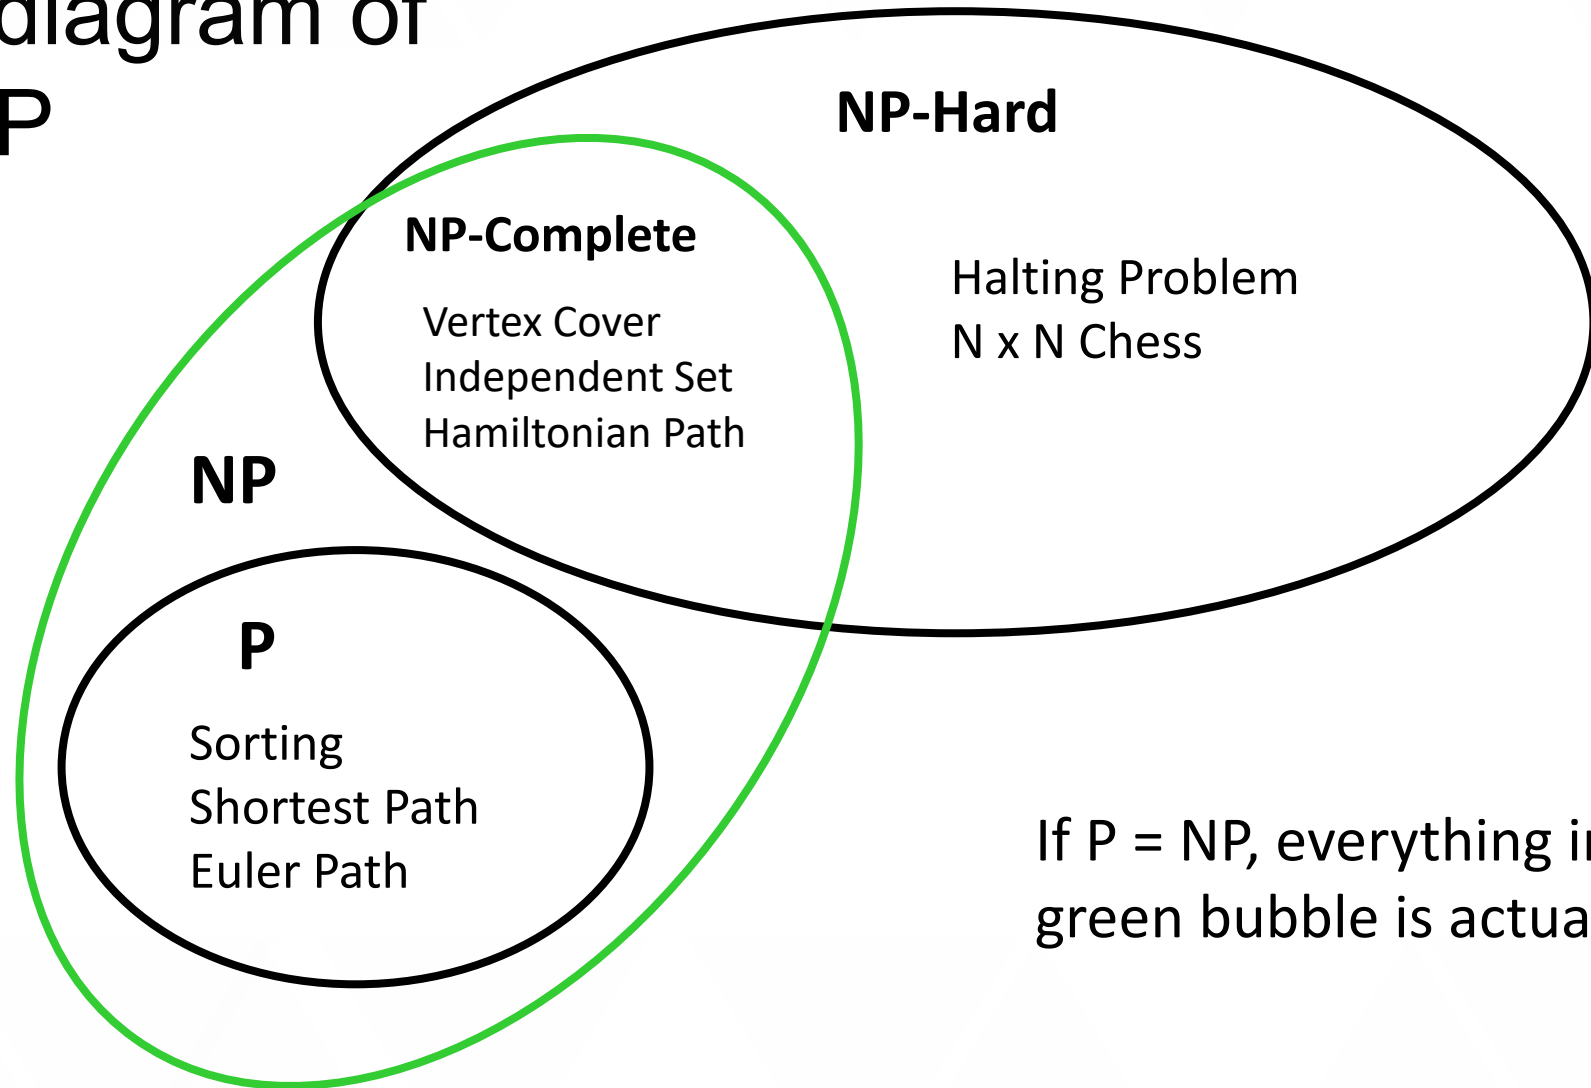 diagram of
P
NP-Hard
NP-Complete
Halting Problem
N x N Chess
Vertex Cover
Independent Set
Hamiltonian Path
NP
P
Sorting
Shortest Path
Euler Path
If P = NP, everything
green bubble is